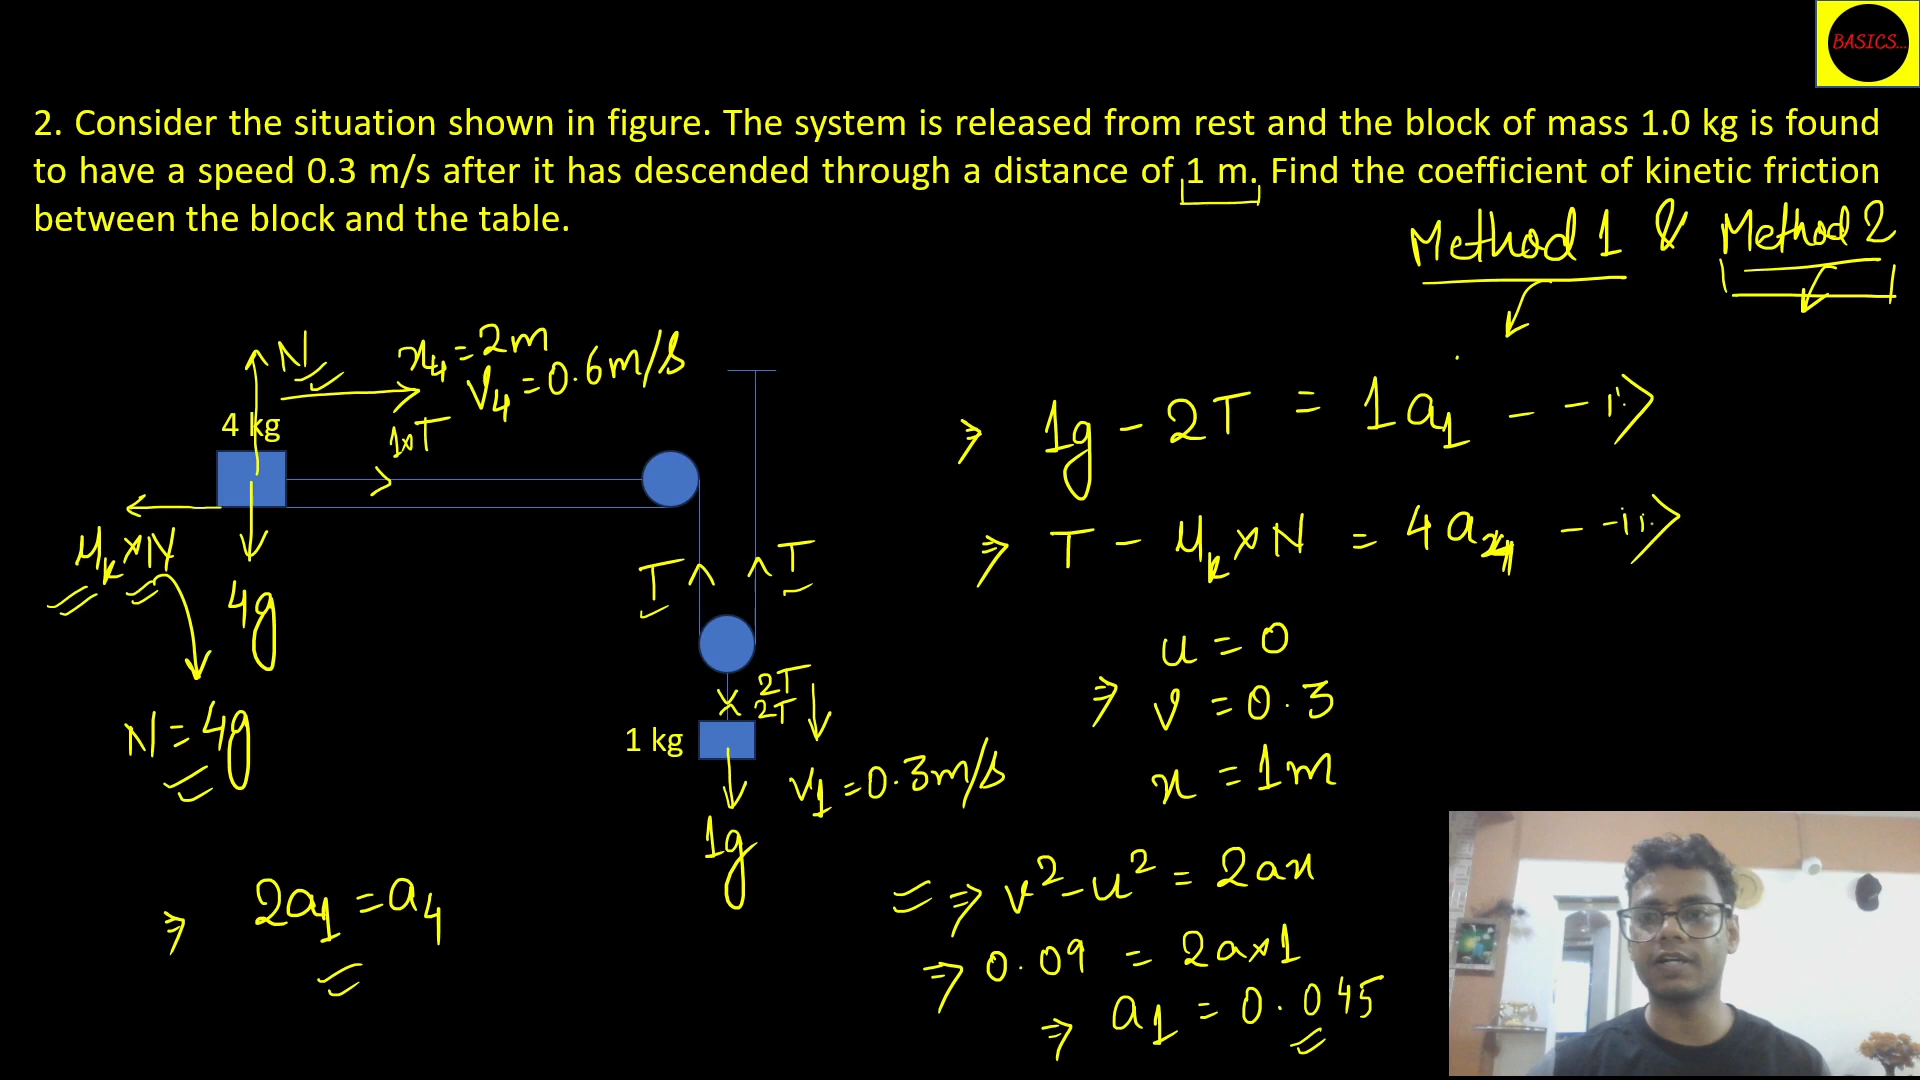 BASICS...
2. Consider the situation shown in figure. The system is released from rest and the block of mass 1.0 kg is found
to have a speed 0.3 m/s after it has descended through a distance of 1 m. Find the coefficient of kinetic friction
between the block and the table.
Method 1 & Method 2
N
x₄ = 2m
V₄ = 0.6 m/s
4 kg
1×T
μₖ × N
4g
N = 4g
T
T
2T
2T
1 kg
V₁ = 0.3 m/s
1g
2a₁ = a₄
⇒ 1g - 2T = 1a₁ - - i>
⇒ T - μₖ × N = 4a₄ - - ii>
u = 0
⇒ v = 0.3
x = 1m
⇒ v² - u² = 2ax
⇒ 0.09 = 2a×1
⇒ a₁ = 0.045